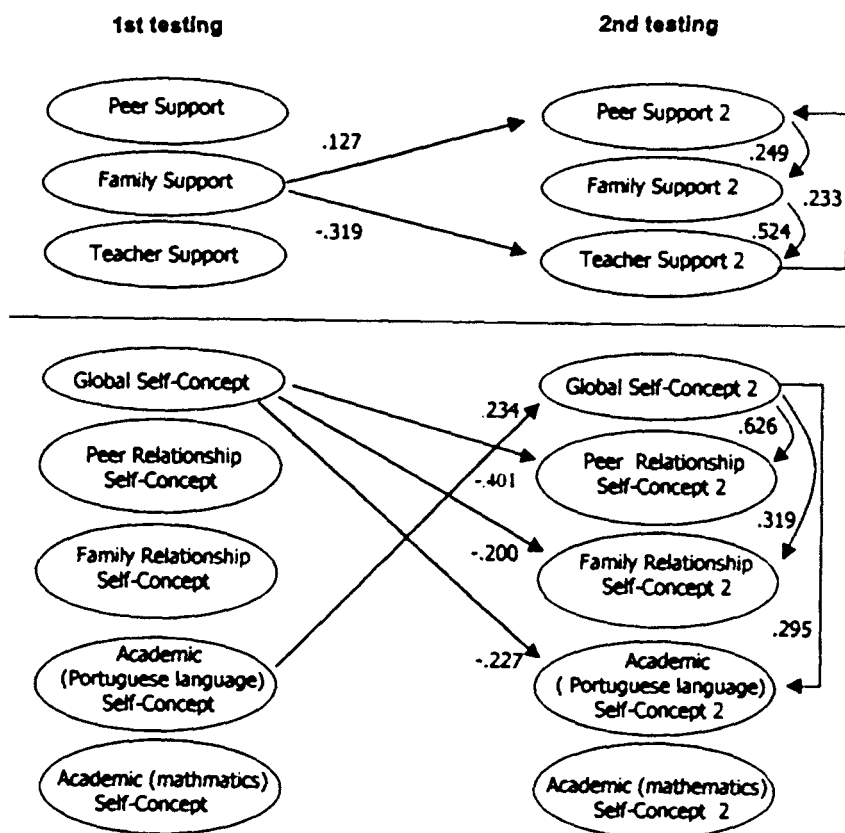 1st testing
2nd testing
Peer Support
Peer Support 2
.127
.249
Family Support
Family Support 2
.233
-.319
.524
Teacher Support
Teacher Support 2
Global Self-Concept
Global Self-Concept 2
.234
.626
Peer Relationship
Self-Concept
Peer Relationship
Self-Concept 2
-.401
.319
Family Relationship
Self-Concept
-.200
Family Relationship
Self-Concept 2
.295
Academic
(Portuguese language)
Self-Concept
-.227
Academic
( Portuguese language)
Self-Concept 2
Academic (mathmatics)
Self-Concept
Academic (mathematics)
Self-Concept 2